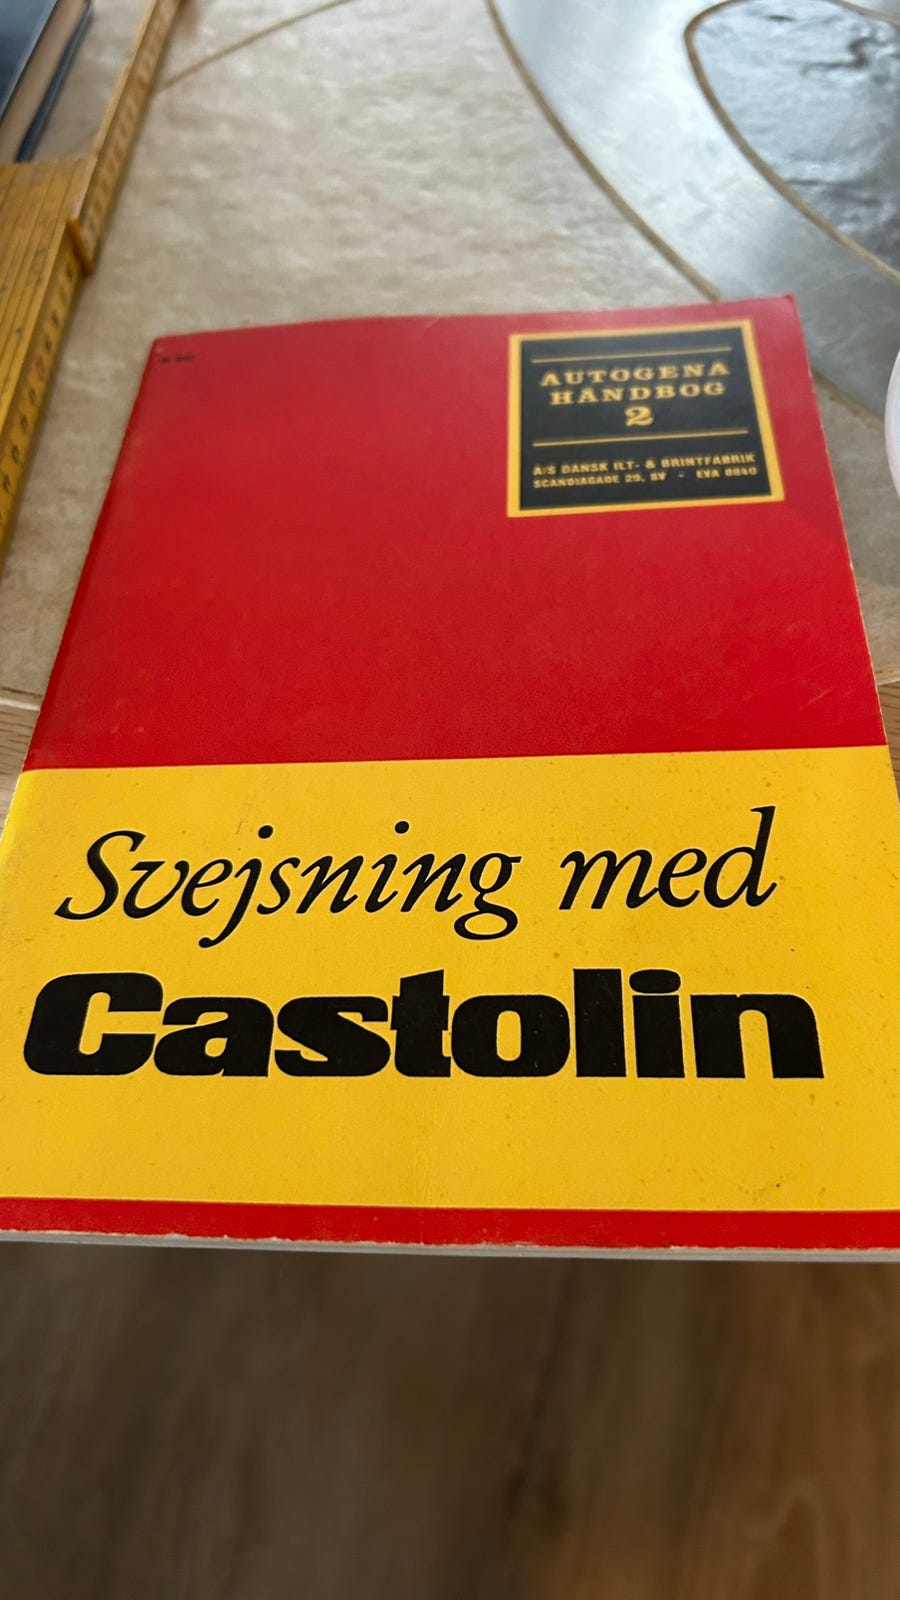 AUTOGENA
HÅNDBOG
2
A/S DANSK ILT- & BRINTFABRIK
SCANDIAGADE 29, SV - EVA 8840
Svejsning med
Castolin